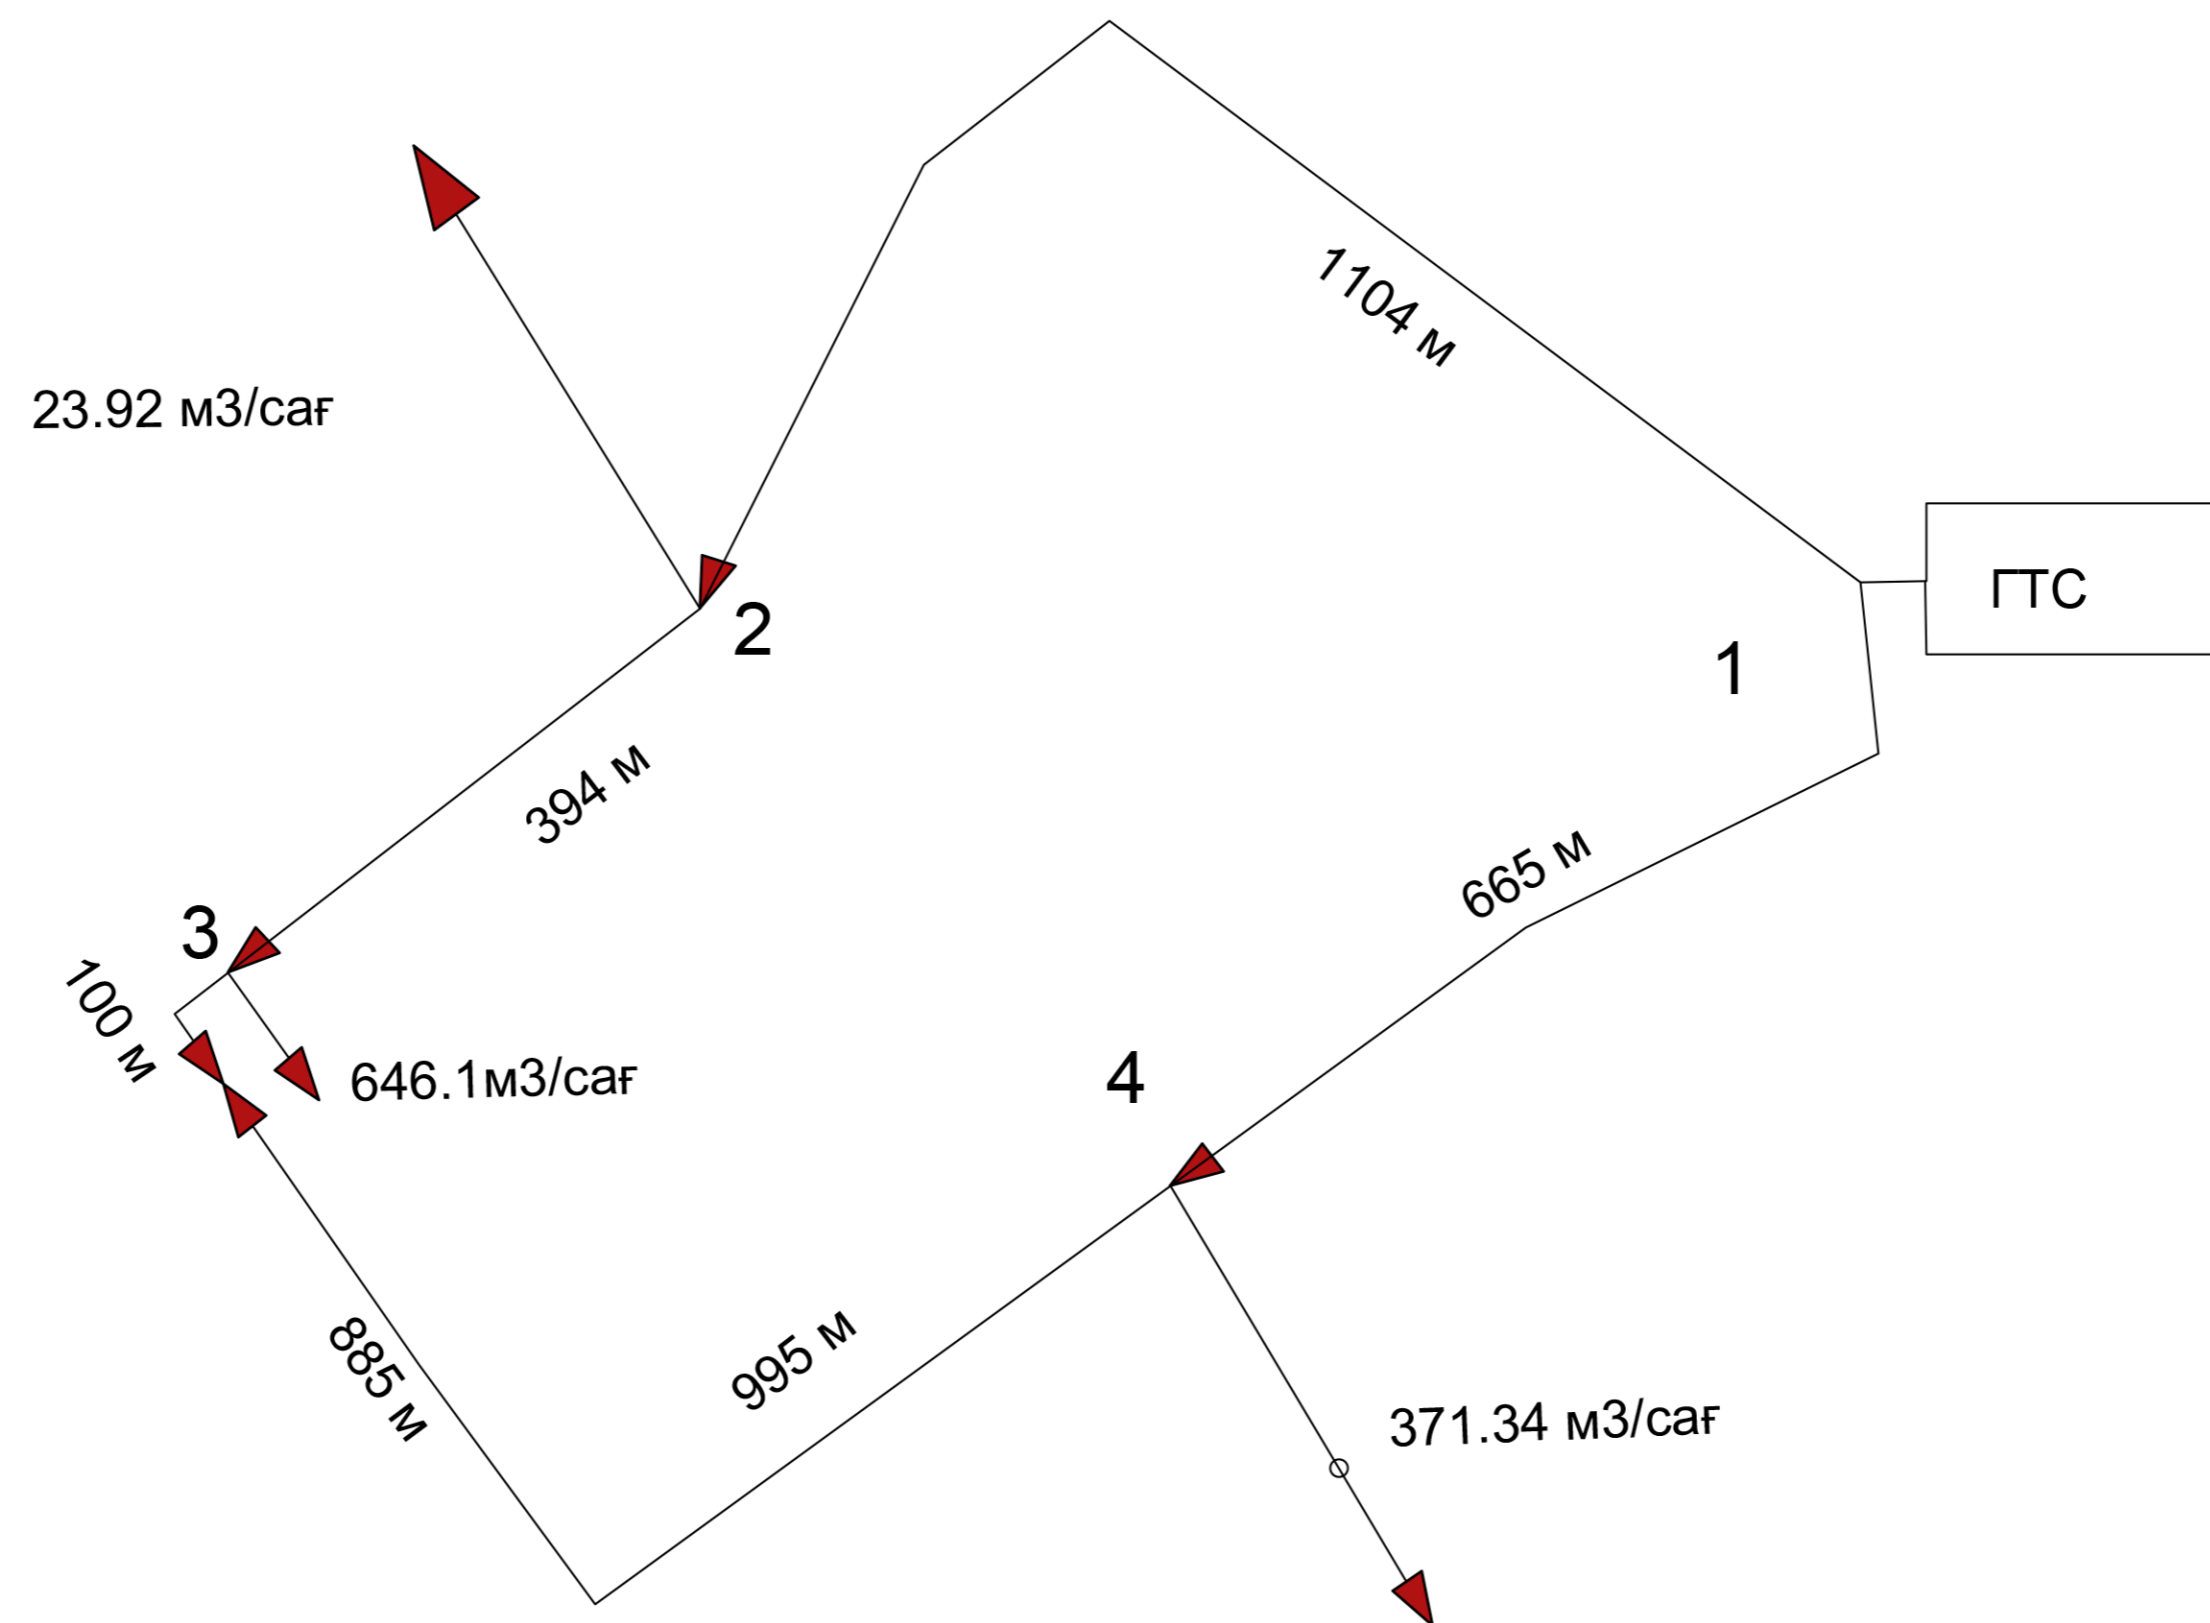 1104 м
23.92 м3/сағ
ГТС
2
1
394 м
665 м
3
100 м
646.1м3/сағ
4
885 м
995 м
371.34 м3/сағ